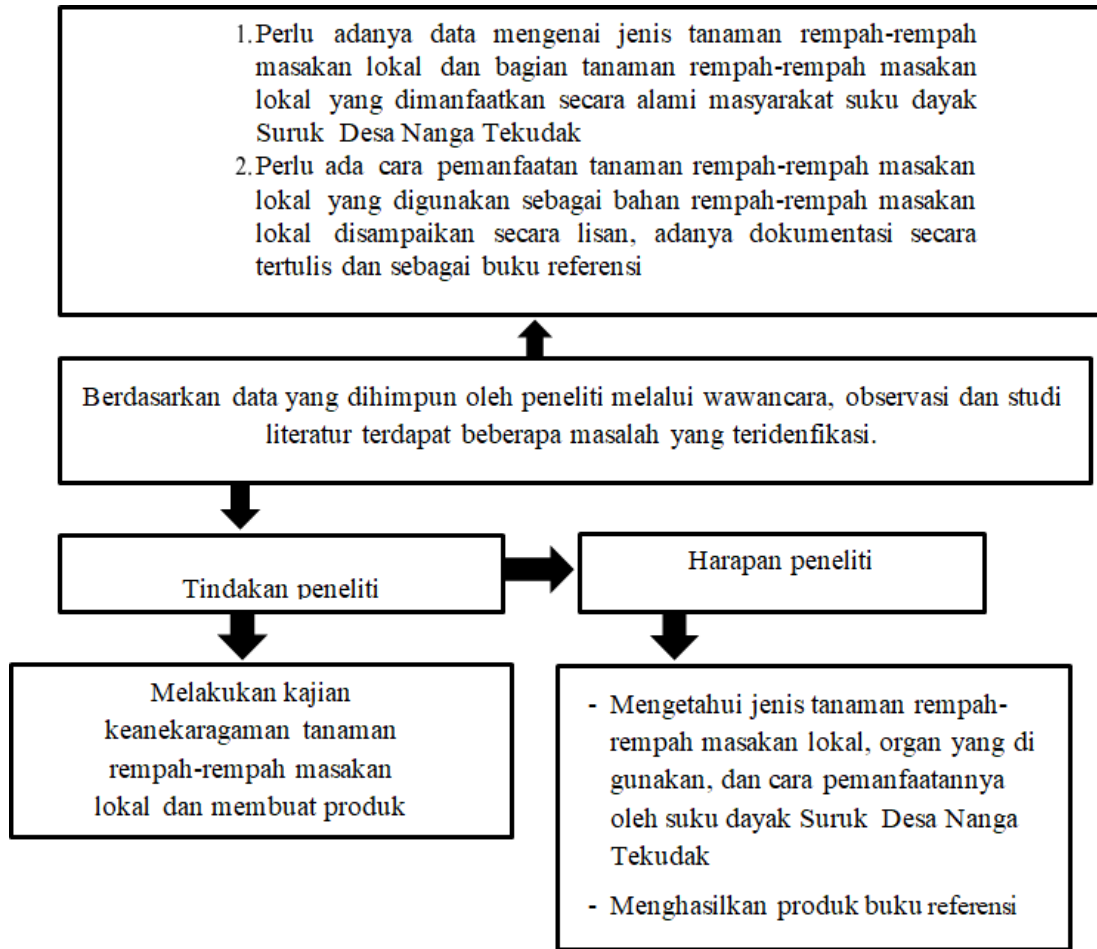 1. Perlu adanya data mengenai jenis tanaman rempah-rempah
masakan lokal dan bagian tanaman rempah-rempah masakan
lokal yang dimanfaatkan secara alami masyarakat suku dayak
Suruk Desa Nanga Tekudak
2. Perlu ada cara pemanfaatan tanaman rempah-rempah masakan
lokal yang digunakan sebagai bahan rempah-rempah masakan
lokal disampaikan secara lisan, adanya dokumentasi secara
tertulis dan sebagai buku referensi
Berdasarkan data yang dihimpun oleh peneliti melalui wawancara, observasi dan studi
literatur terdapat beberapa masalah yang teridenfikasi.
Tindakan peneliti
Harapan peneliti
Melakukan kajian
keanekaragaman tanaman
rempah-rempah masakan
lokal dan membuat produk
- Mengetahui jenis tanaman rempah-
rempah masakan lokal, organ yang di
gunakan, dan cara pemanfaatannya
oleh suku dayak Suruk Desa Nanga
Tekudak
- Menghasilkan produk buku referensi